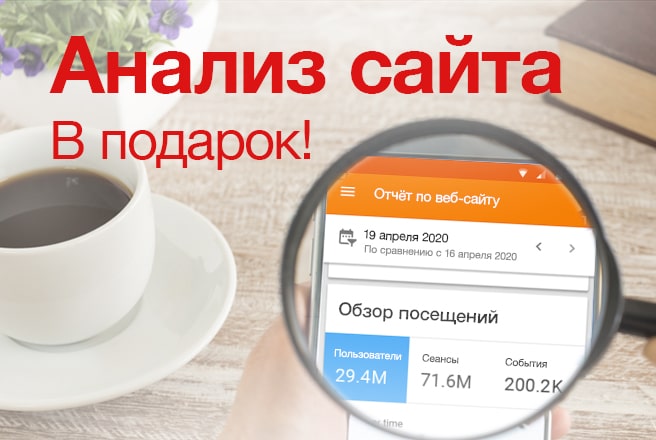 Анализ сайта
В подарок!
Отчёт по веб-сайту
19 апреля 2020
По сравнению с 16 апреля 2020
Обзор посещений
Пользователи Сеансы События
29.4M 71.6M 200.2K
time